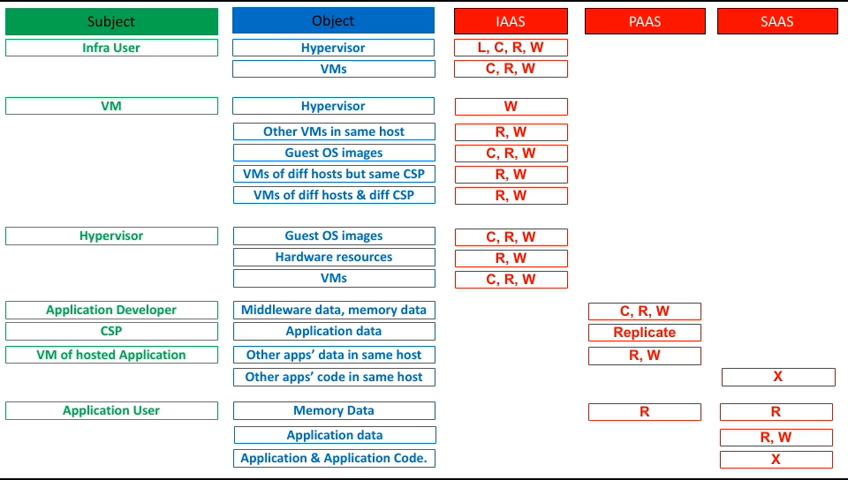 Subject Object IAAS PAAS SAAS
Infra User Hypervisor L, C, R, W
VMs C, R, W
VM Hypervisor W
Other VMs in same host R, W
Guest OS images C, R, W
VMs of diff hosts but same CSP R, W
VMs of diff hosts & diff CSP R, W
Hypervisor Guest OS images C, R, W
Hardware resources R, W
VMs C, R, W
Application Developer Middleware data, memory data C, R, W
CSP Application data Replicate
VM of hosted Application Other apps’ data in same host R, W
Other apps’ code in same host X
Application User Memory Data R R
Application data R, W
Application & Application Code. X